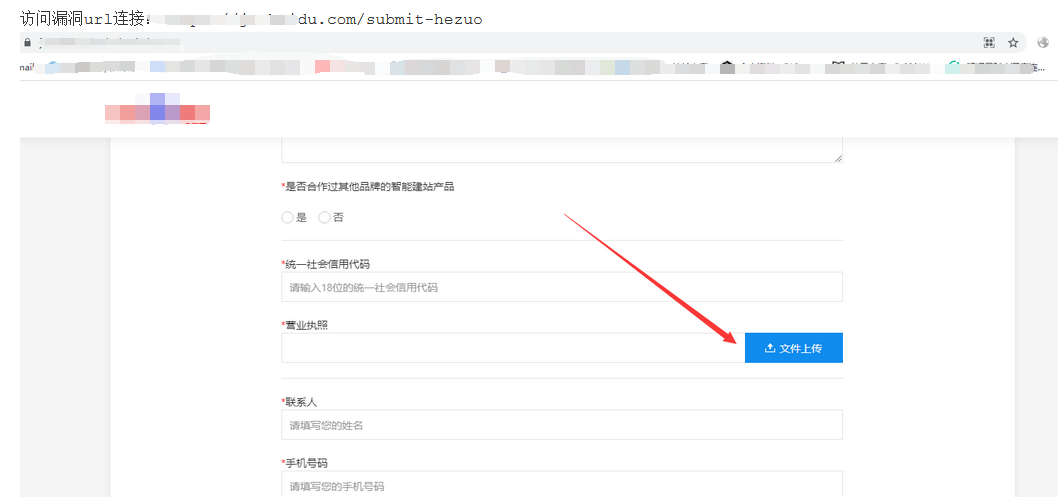 访问漏洞url连接: du.com/submit-hezuo
*是否合作过其他品牌的智能建站产品
是 否
*统一社会信用代码
请输入18位的统一社会信用代码
*营业执照
文件上传
*联系人
请填写您的姓名
*手机号码
请填写您的手机号码